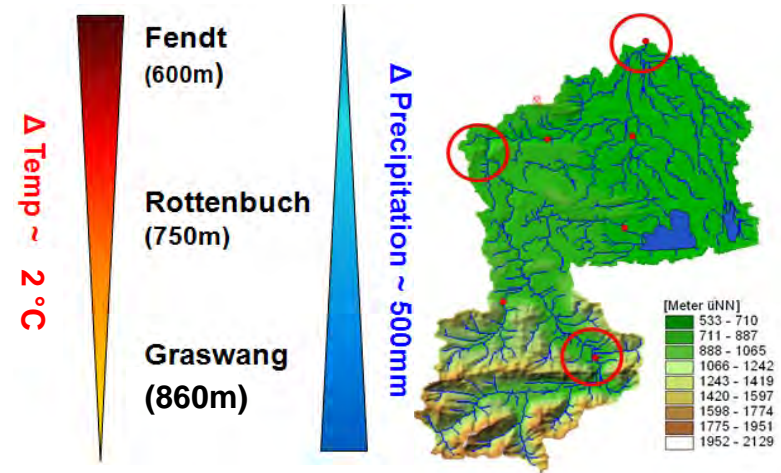 Fendt
(600m)
Rottenbuch
(750m)
Graswang
(860m)
Δ Temp ~ 2 °C
Δ Precipitation ~ 500mm
[Meter üNN]
533 - 710
711 - 887
888 - 1065
1066 - 1242
1243 - 1419
1420 - 1597
1598 - 1774
1775 - 1951
1952 - 2129